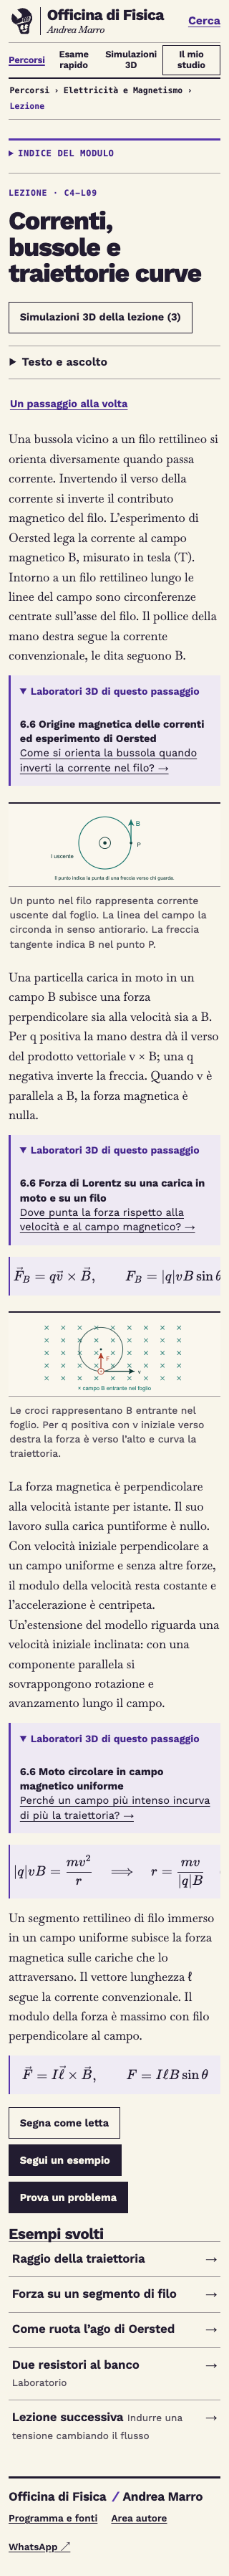 Officina di Fisica
Andrea Marro
Cerca
Percorsi
Esame rapido
Simulazioni 3D
Il mio studio
Percorsi › Elettricità e Magnetismo ›
Lezione
▶ INDICE DEL MODULO
LEZIONE · C4–L09
Correnti,
bussole e
traiettorie curve
Simulazioni 3D della lezione (3)
▶ Testo e ascolto
Un passaggio alla volta
Una bussola vicino a un filo rettilineo si
orienta diversamente quando passa
corrente. Invertendo il verso della
corrente si inverte il contributo
magnetico del filo. L’esperimento di
Oersted lega la corrente al campo
magnetico B, misurato in tesla (T).
Intorno a un filo rettilineo lungo le
linee del campo sono circonferenze
centrate sull’asse del filo. Il pollice della
mano destra segue la corrente
convenzionale, le dita seguono B.
▼ Laboratori 3D di questo passaggio
6.6 Origine magnetica delle correnti
ed esperimento di Oersted
Come si orienta la bussola quando
inverti la corrente nel filo? →
B
P
I uscente
Il punto indica la punta di una freccia verso chi guarda.
Un punto nel filo rappresenta corrente
uscente dal foglio. La linea del campo la
circonda in senso antiorario. La freccia
tangente indica B nel punto P.
Una particella carica in moto in un
campo B subisce una forza
perpendicolare sia alla velocità sia a B.
Per q positiva la mano destra dà il verso
del prodotto vettoriale v × B; una q
negativa inverte la freccia. Quando v è
parallela a B, la forza magnetica è
nulla.
▼ Laboratori 3D di questo passaggio
6.6 Forza di Lorentz su una carica in
moto e su un filo
Dove punta la forza rispetto alla
velocità e al campo magnetico? →
F⃗_B = qv⃗ × B⃗, F_B = |q|vB sin θ
F
v
× campo B entrante nel foglio
Le croci rappresentano B entrante nel
foglio. Per q positiva con v iniziale verso
destra la forza è verso l’alto e curva la
traiettoria.
La forza magnetica è perpendicolare
alla velocità istante per istante. Il suo
lavoro sulla carica puntiforme è nullo.
Con velocità iniziale perpendicolare a
un campo uniforme e senza altre forze,
il modulo della velocità resta costante e
l’accelerazione è centripeta.
Un’estensione del modello riguarda una
velocità iniziale inclinata: con una
componente parallela si
sovrappongono rotazione e
avanzamento lungo il campo.
▼ Laboratori 3D di questo passaggio
6.6 Moto circolare in campo
magnetico uniforme
Perché un campo più intenso incurva
di più la traiettoria? →
|q|vB = mv²/r ⟹ r = mv/|q|B
Un segmento rettilineo di filo immerso
in un campo uniforme subisce la forza
magnetica sulle cariche che lo
attraversano. Il vettore lunghezza ℓ
segue la corrente convenzionale. Il
modulo della forza è massimo con filo
perpendicolare al campo.
F⃗ = Iℓ⃗ × B⃗, F = IℓB sin θ
Segna come letta
Segui un esempio
Prova un problema
Esempi svolti
Raggio della traiettoria →
Forza su un segmento di filo →
Come ruota l’ago di Oersted →
Due resistori al banco →
Laboratorio
Lezione successiva Indurre una →
tensione cambiando il flusso
Officina di Fisica / Andrea Marro
Programma e fonti Area autore
WhatsApp ↗